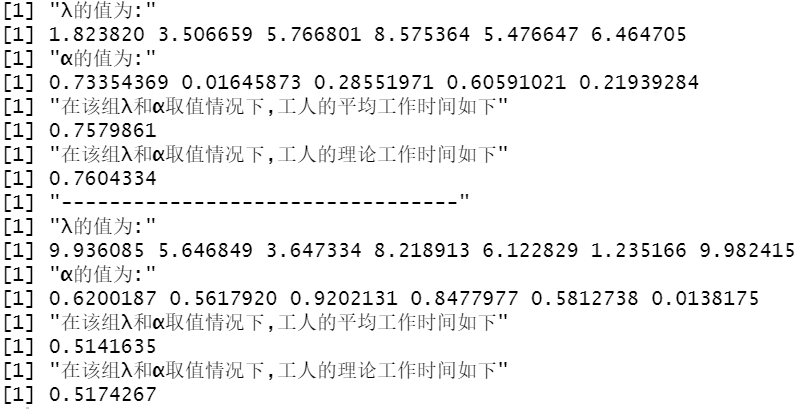 [1] "λ的值为:"
[1] 1.823820 3.506659 5.766801 8.575364 5.476647 6.464705
[1] "α的值为:"
[1] 0.73354369 0.01645873 0.28551971 0.60591021 0.21939284
[1] "在该组λ和α取值情况下,工人的平均工作时间如下"
[1] 0.7579861
[1] "在该组λ和α取值情况下,工人的理论工作时间如下"
[1] 0.7604334
[1] "---------------------------------"
[1] "λ的值为:"
[1] 9.936085 5.646849 3.647334 8.218913 6.122829 1.235166 9.982415
[1] "α的值为:"
[1] 0.6200187 0.5617920 0.9202131 0.8477977 0.5812738 0.0138175
[1] "在该组λ和α取值情况下,工人的平均工作时间如下"
[1] 0.5141635
[1] "在该组λ和α取值情况下,工人的理论工作时间如下"
[1] 0.5174267